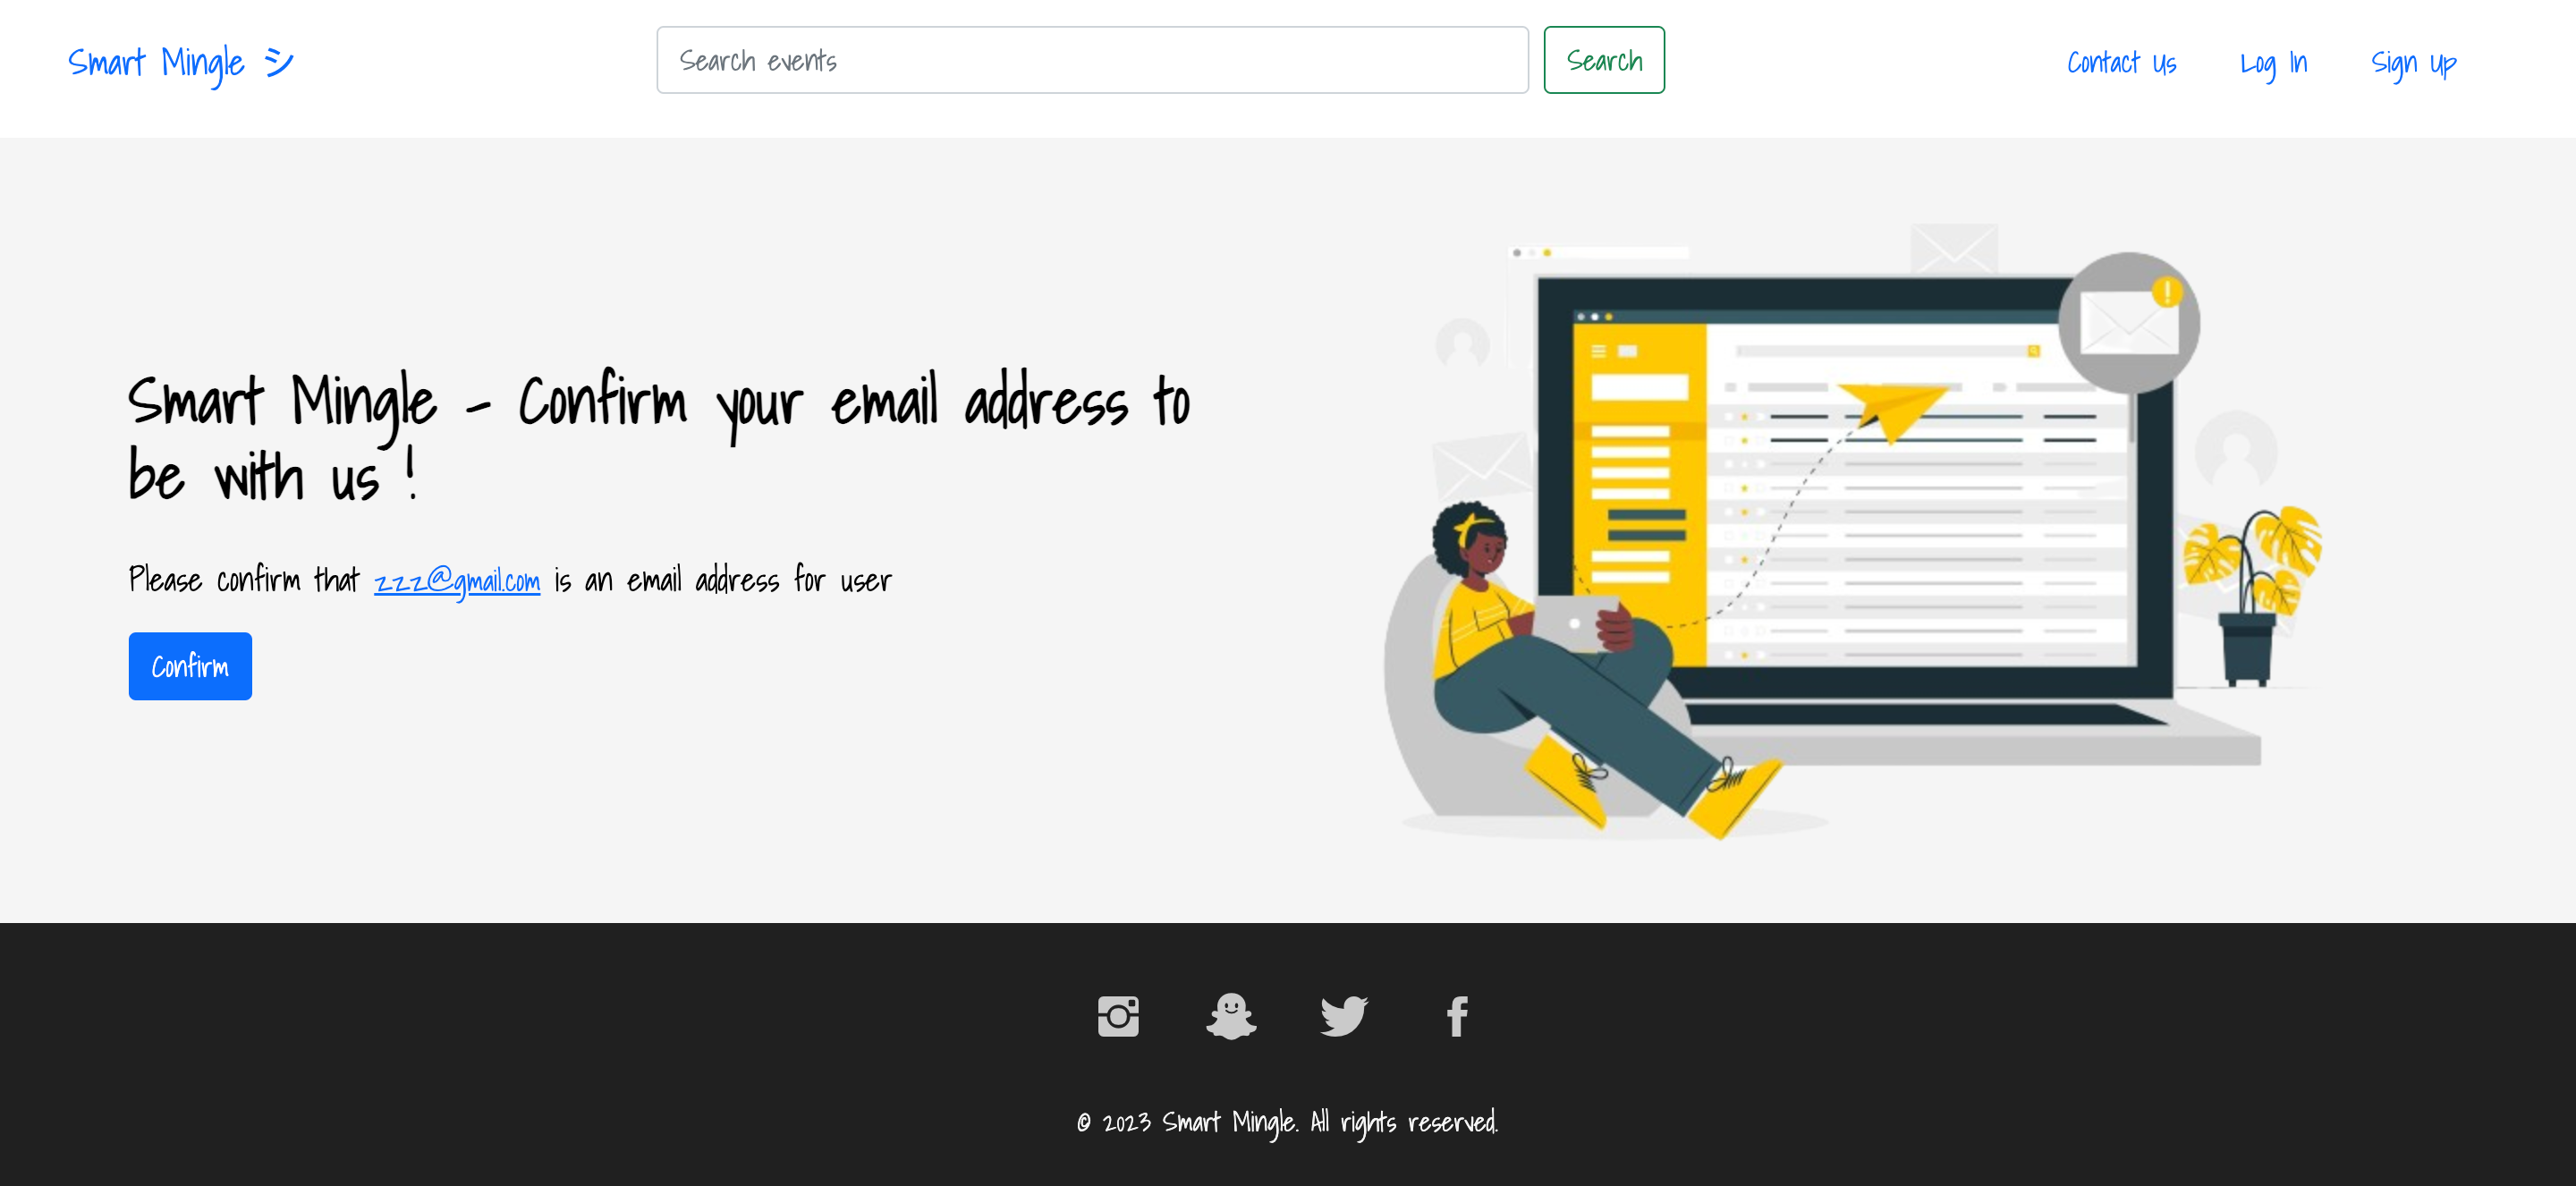 Smart Mingle シ
Search events
Search
Contact Us
Log In
Sign Up
Smart Mingle - Confirm your email address to
be with us !
Please confirm that zzz@gmail.com is an email address for user
Confirm
© 2023 Smart Mingle. All rights reserved.